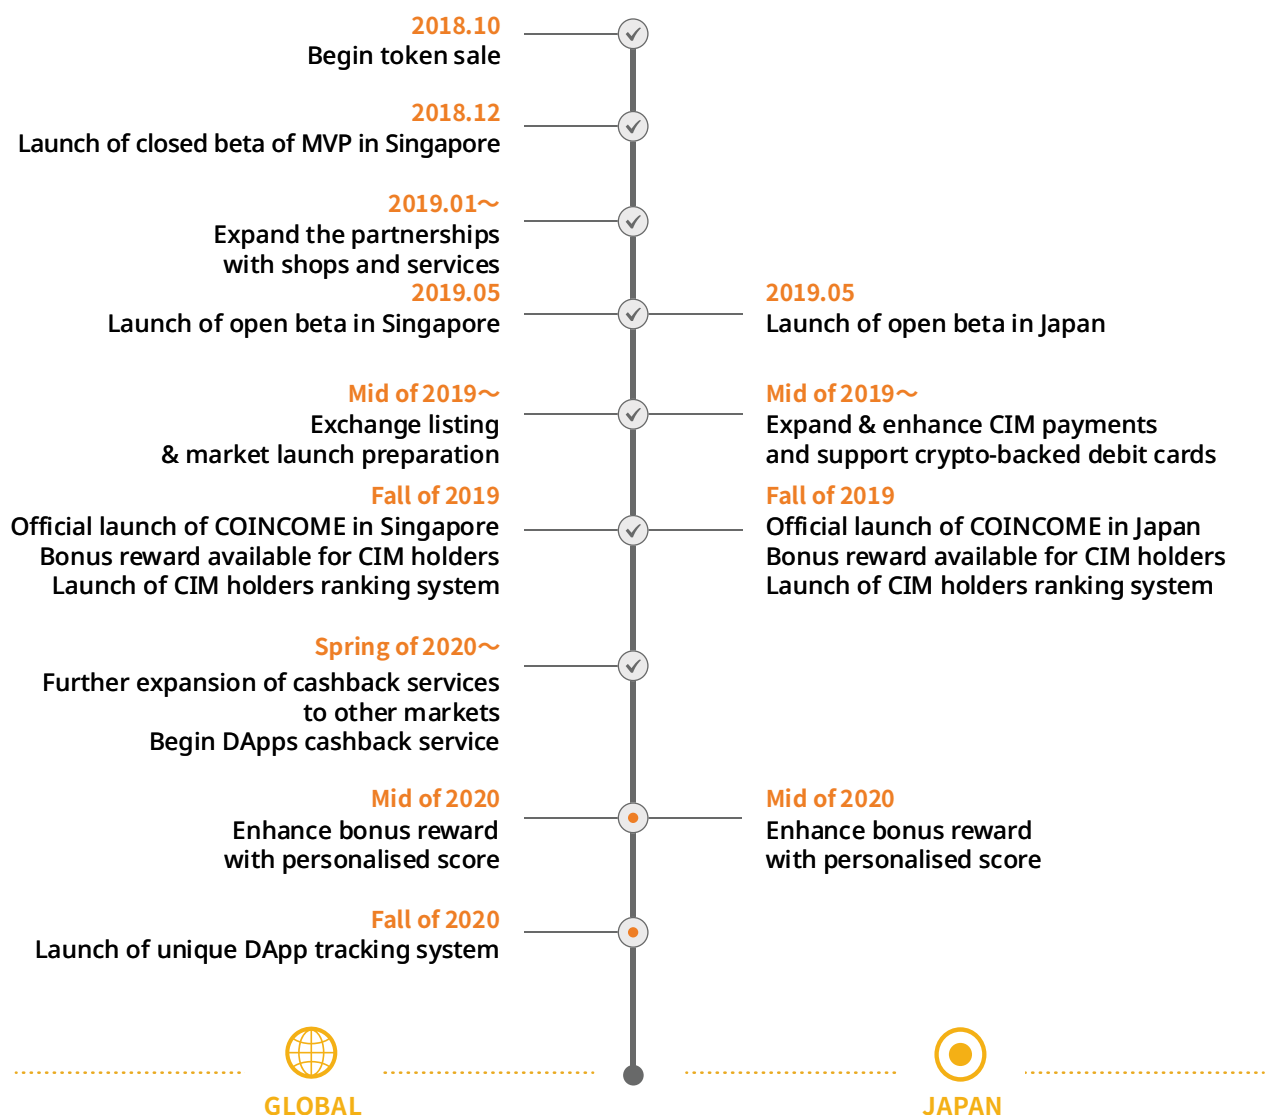 2018.10
Begin token sale
2018.12
Launch of closed beta of MVP in Singapore
2019.01～
Expand the partnerships
with shops and services
2019.05
Launch of open beta in Singapore
2019.05
Launch of open beta in Japan
Mid of 2019～
Exchange listing
& market launch preparation
Mid of 2019～
Expand & enhance CIM payments
and support crypto-backed debit cards
Fall of 2019
Official launch of COINCOME in Singapore
Bonus reward available for CIM holders
Launch of CIM holders ranking system
Fall of 2019
Official launch of COINCOME in Japan
Bonus reward available for CIM holders
Launch of CIM holders ranking system
Spring of 2020～
Further expansion of cashback services
to other markets
Begin DApps cashback service
Mid of 2020
Enhance bonus reward
with personalised score
Mid of 2020
Enhance bonus reward
with personalised score
Fall of 2020
Launch of unique DApp tracking system
GLOBAL
JAPAN